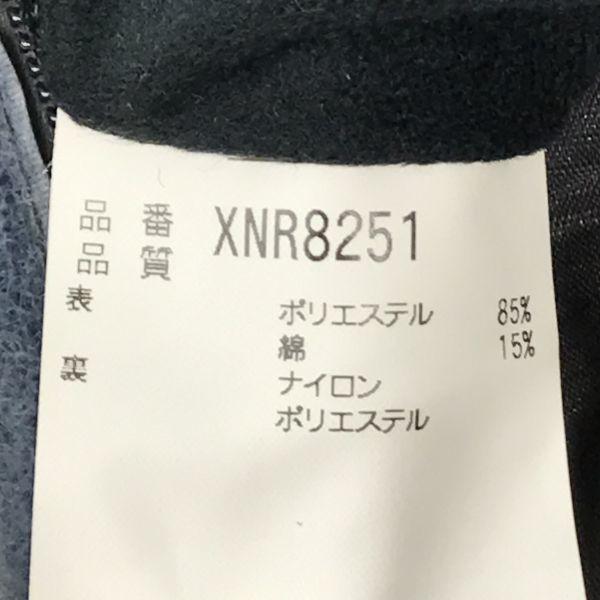 品 番 XNR8251
品 質
表 ポリエステル 85%
綿 15%
裏 ナイロン
ポリエステル